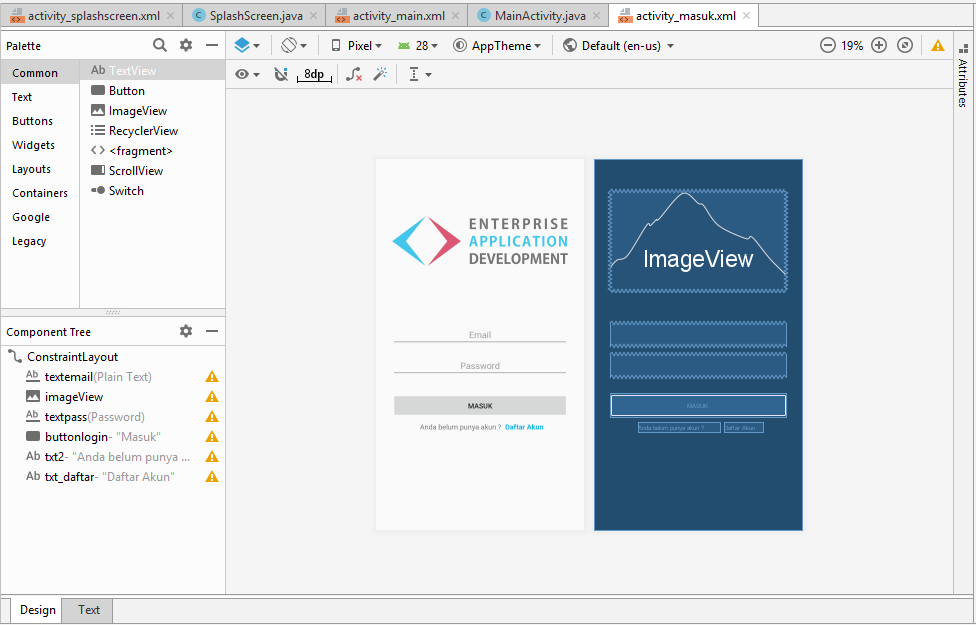 activity_splashscreen.xml
SplashScreen.java
activity_main.xml
MainActivity.java
activity_masuk.xml
Palette
Pixel
28
AppTheme
Default (en-us)
19%
8dp
Attributes
Common
Text
Buttons
Widgets
Layouts
Containers
Google
Legacy
Ab TextView
Button
ImageView
RecyclerView
<fragment>
ScrollView
Switch
Component Tree
ConstraintLayout
Ab textemail(Plain Text)
imageView
Ab textpass(Password)
buttonlogin- "Masuk"
Ab txt2- "Anda belum punya ...
Ab txt_daftar- "Daftar Akun"
ENTERPRISE
APPLICATION
DEVELOPMENT
Email
Password
MASUK
Anda belum punya akun ? Daftar Akun
ImageView
MASUK
Anda belum punya akun ? Daftar Akun
Design
Text